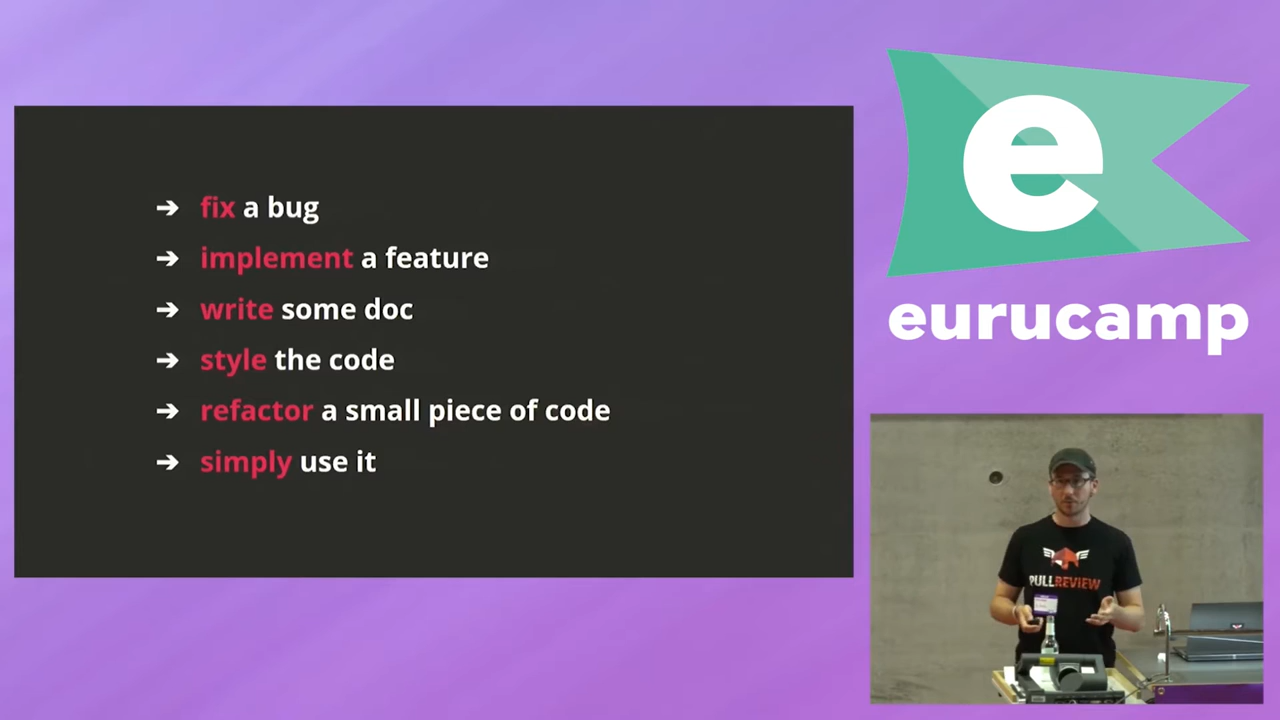 ➔ fix a bug
➔ implement a feature
➔ write some doc
➔ style the code
➔ refactor a small piece of code
➔ simply use it
e
eurucamp
PULLREVIEW